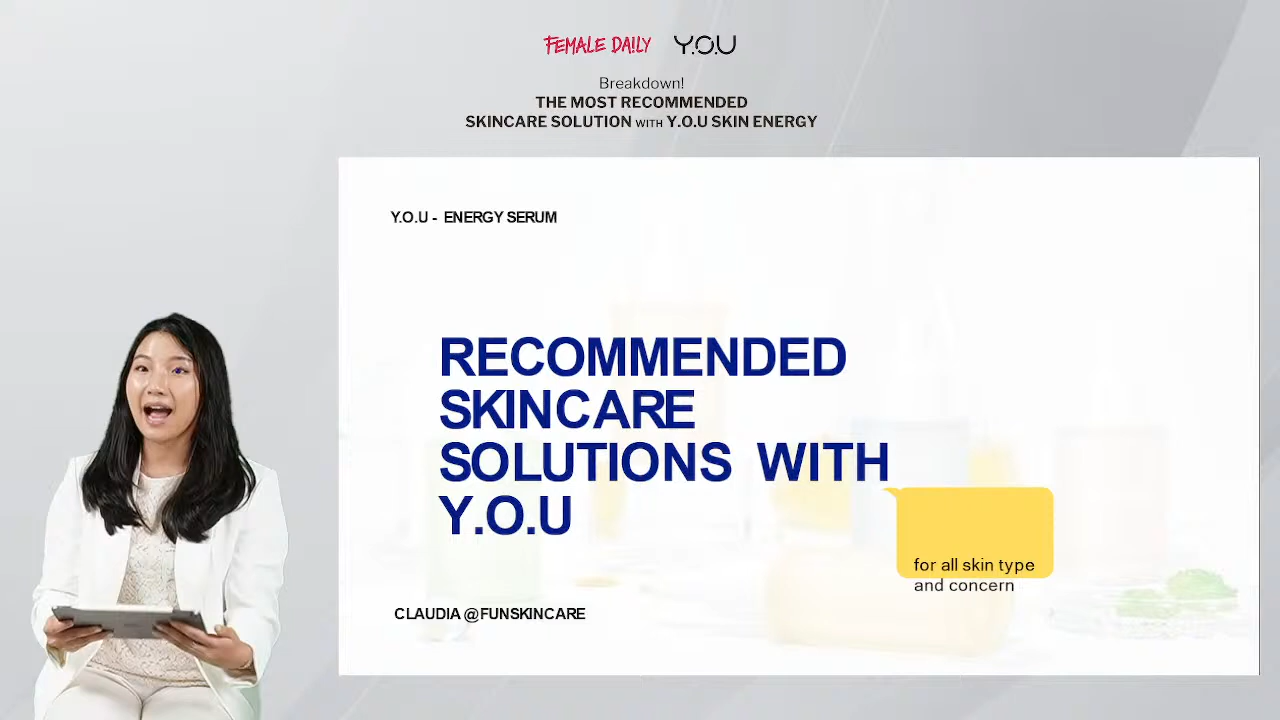 FEMALE DAILY Y.O.U
Breakdown!
THE MOST RECOMMENDED
SKINCARE SOLUTION WITH Y.O.U SKIN ENERGY
Y.O.U - ENERGY SERUM
RECOMMENDED
SKINCARE
SOLUTIONS WITH
Y.O.U
for all skin type
and concern
CLAUDIA @FUNSKINCARE